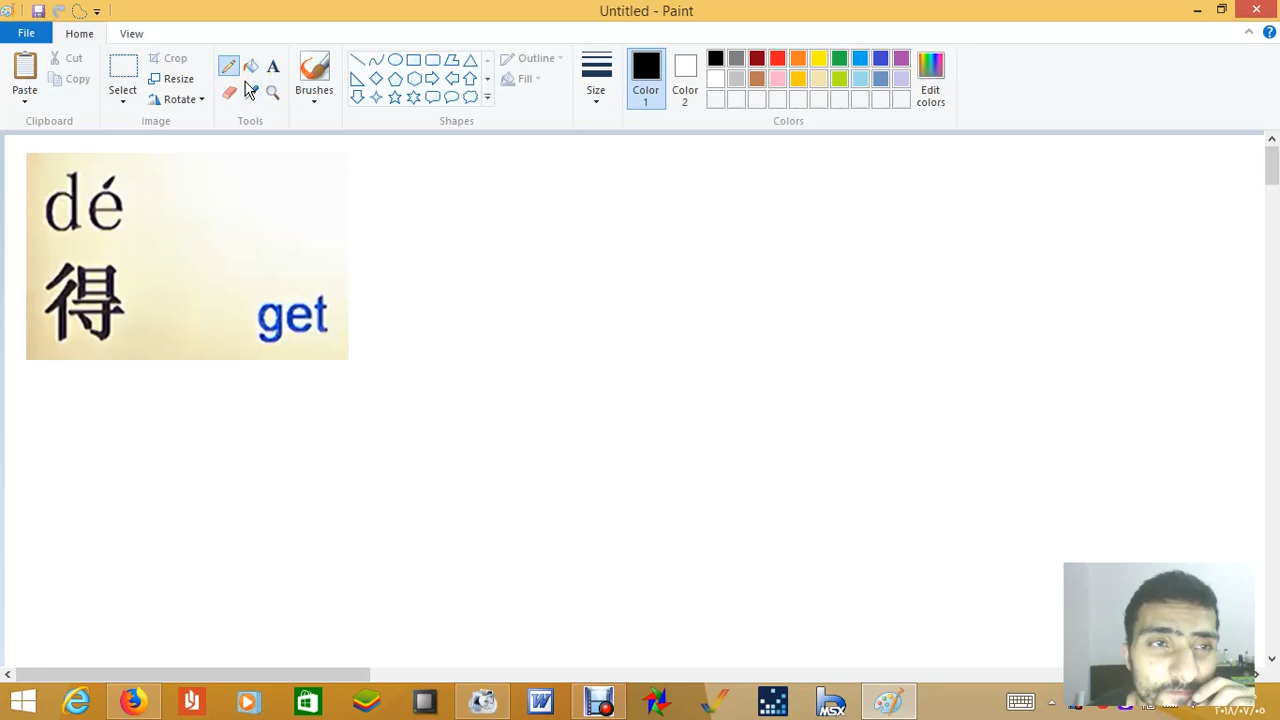 Untitled - Paint
File
Home
View
Paste
Cut
Copy
Clipboard
Select
Crop
Resize
Rotate
Image
Tools
Brushes
Shapes
Outline
Fill
Size
Color 1
Color 2
Edit colors
Colors
dé
得
get
MSX